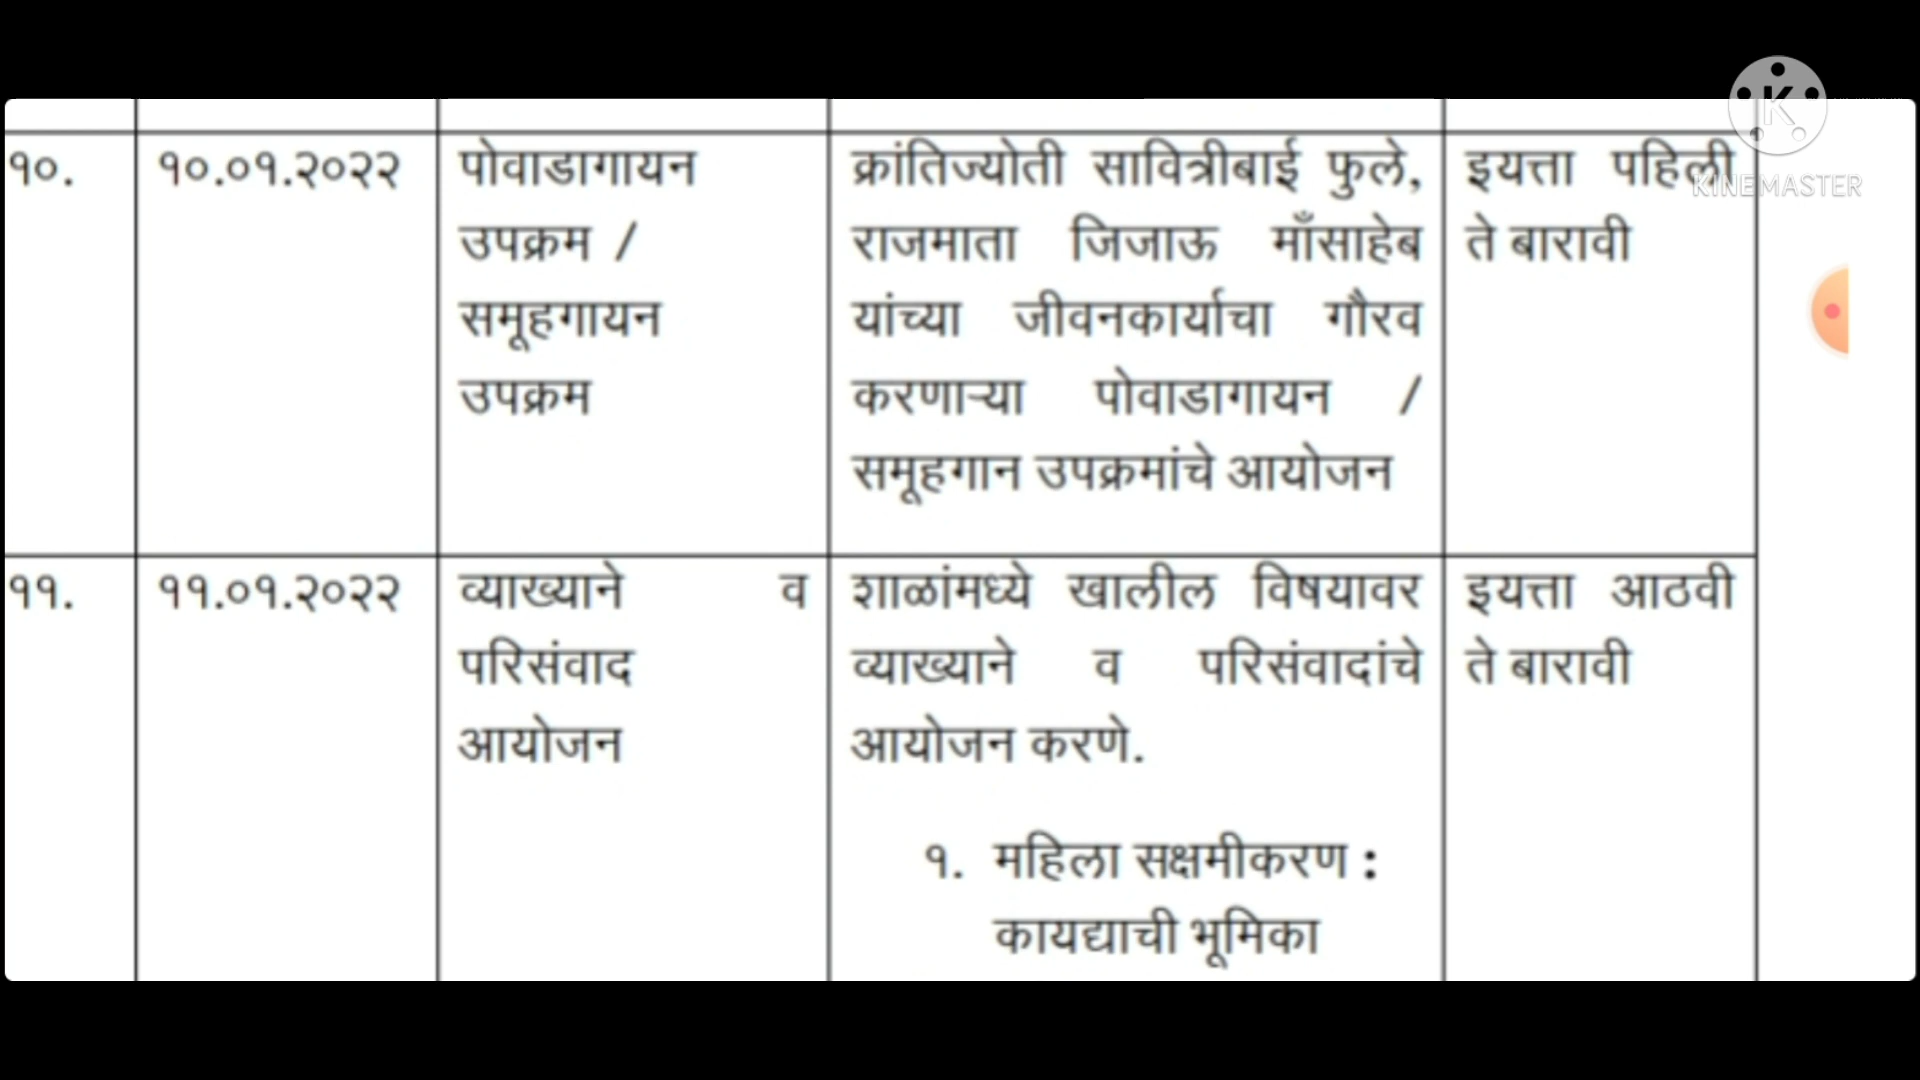 १०.
१०.०१.२०२२
पोवाडागायन
उपक्रम /
समूहगायन
उपक्रम
क्रांतिज्योती सावित्रीबाई फुले,
राजमाता जिजाऊ माँसाहेब
यांच्या जीवनकार्याचा गौरव
करणाऱ्या पोवाडागायन /
समूहगान उपक्रमांचे आयोजन
इयत्ता पहिली
ते बारावी
११.
११.०१.२०२२
व्याख्याने व
परिसंवाद
आयोजन
शाळांमध्ये खालील विषयावर
व्याख्याने व परिसंवादांचे
आयोजन करणे.
१. महिला सक्षमीकरण :
कायद्याची भूमिका
इयत्ता आठवी
ते बारावी
K
KINEMASTER